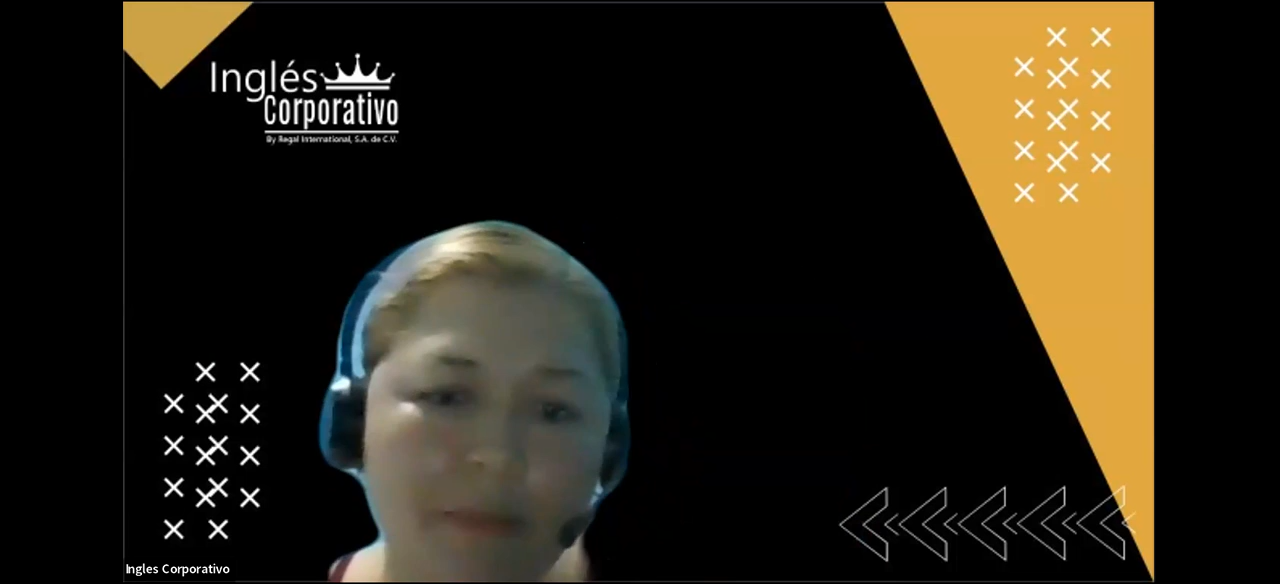 Inglés
Corporativo
By Regal International, S.A. de C.V.
Ingles Corporativo